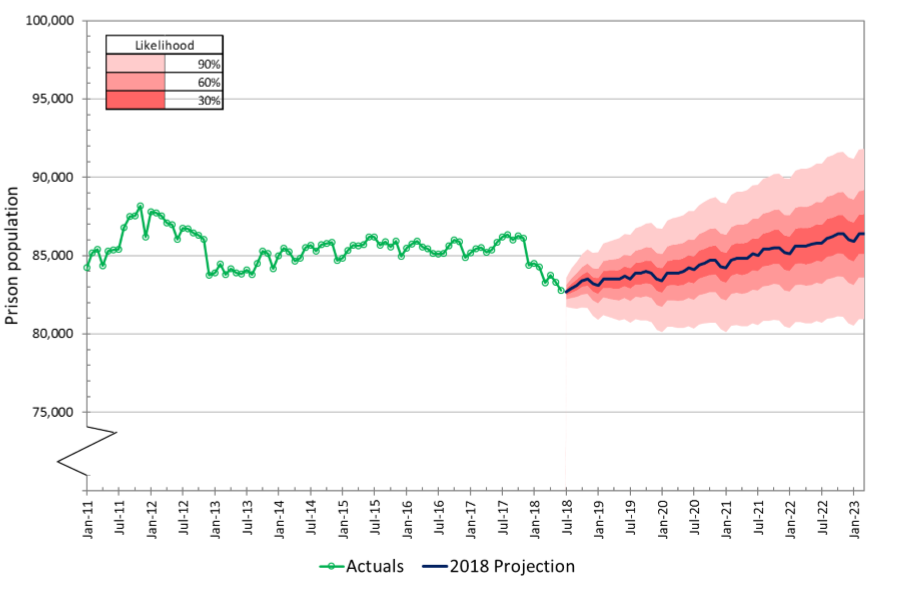 100,000
Likelihood
90%
60%
30%
95,000
90,000
85,000
80,000
75,000
Prison population
Jan-11
Jul-11
Jan-12
Jul-12
Jan-13
Jul-13
Jan-14
Jul-14
Jan-15
Jul-15
Jan-16
Jul-16
Jan-17
Jul-17
Jan-18
Jul-18
Jan-19
Jul-19
Jan-20
Jul-20
Jan-21
Jul-21
Jan-22
Jul-22
Jan-23
Actuals
2018 Projection